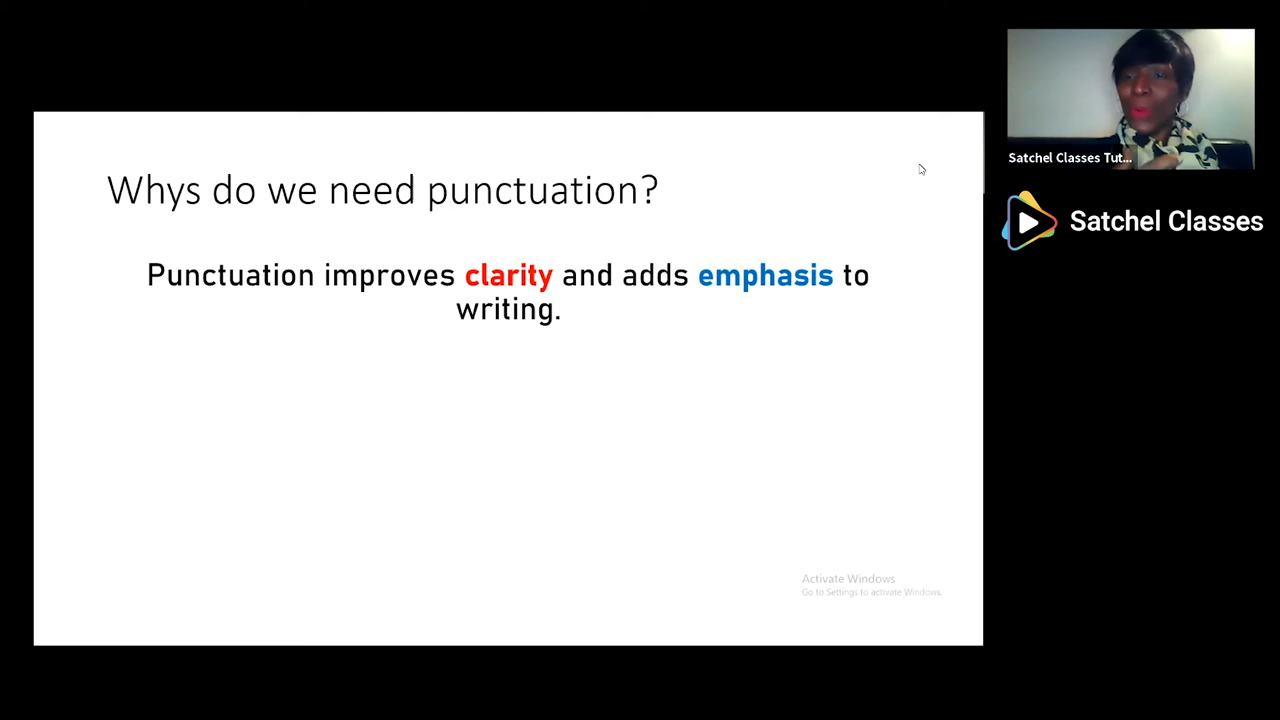 Whys do we need punctuation?
Punctuation improves clarity and adds emphasis to
writing.
Activate Windows
Go to Settings to activate Windows.
Satchel Classes Tut...
Satchel Classes